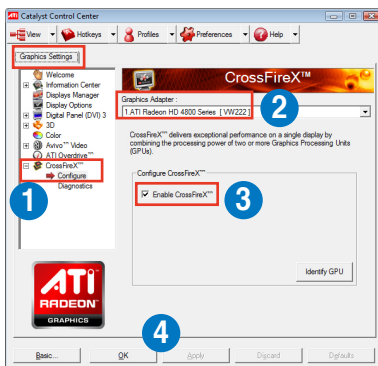 ATI Catalyst Control Center
View Hotkeys Profiles Preferences Help
Graphics Settings
Welcome
Information Center
Displays Manager
Display Options
Digital Panel (DVI) 3
3D
Color
Avivo™ Video
ATI Overdrive™
CrossFireX™
Configure
Diagnostics
1
CrossFireX™
Graphics Adapter :
1.ATI Radeon HD 4800 Series [ VW222 ]
2
CrossFireX™ delivers exceptional performance on a single display by
combining the processing power of two or more Graphics Processing Units
(GPUs).
Configure CrossFireX™
Enable CrossFireX™
3
Identify GPU
ATI
RADEON
GRAPHICS
4
Basic... OK Apply Discard Defaults